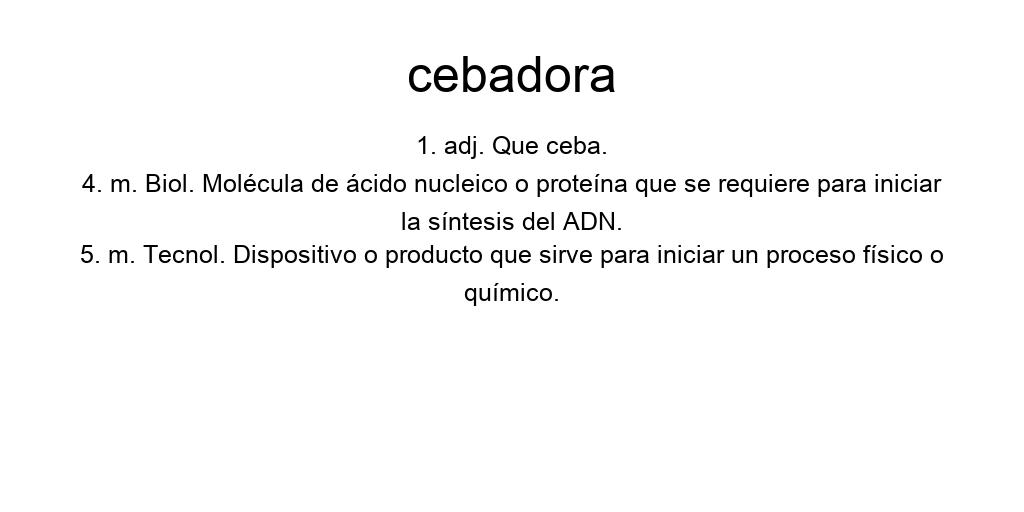 cebadora
1. adj. Que ceba.
4. m. Biol. Molécula de ácido nucleico o proteína que se requiere para iniciar
la síntesis del ADN.
5. m. Tecnol. Dispositivo o producto que sirve para iniciar un proceso físico o
químico.